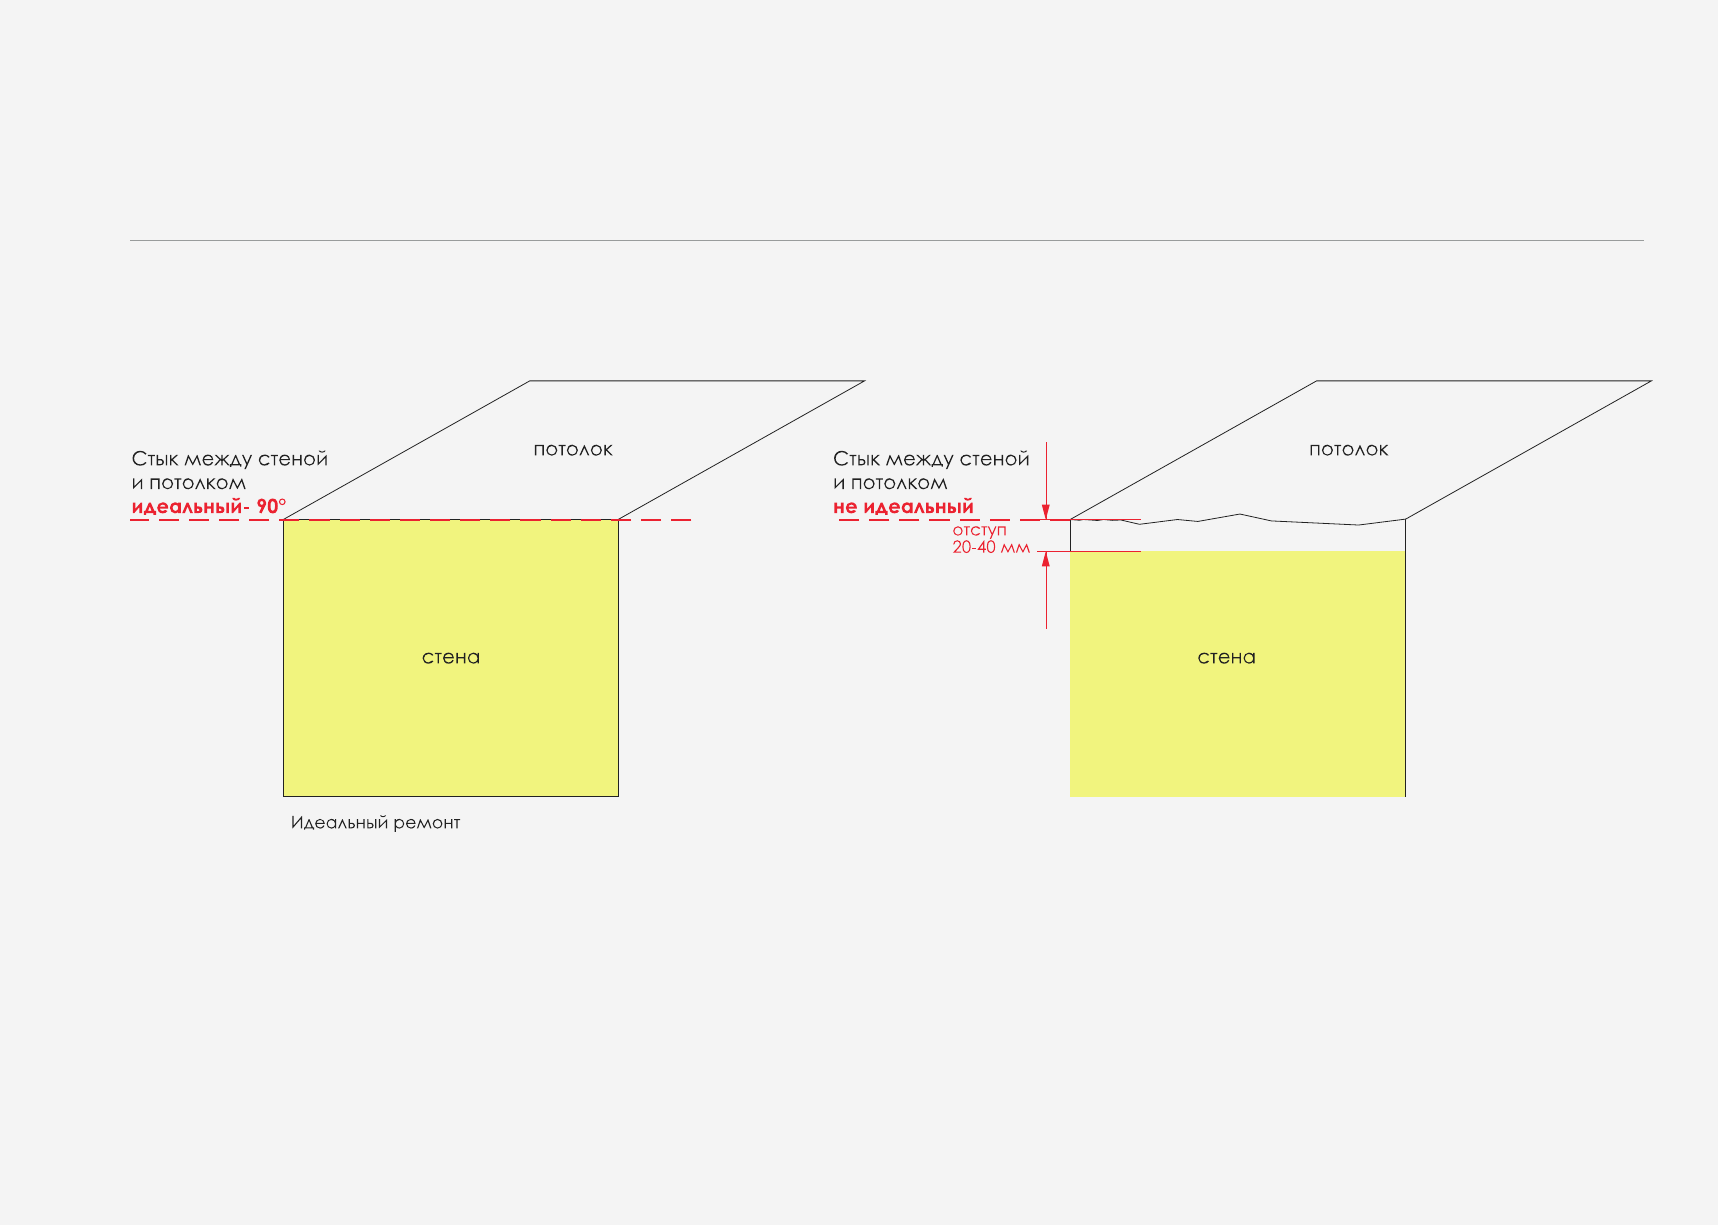 Стык между стеной
и потолком
идеальный- 90°
потолок
стена
Идеальный ремонт
Стык между стеной
и потолком
не идеальный
отступ
20-40 мм
потолок
стена